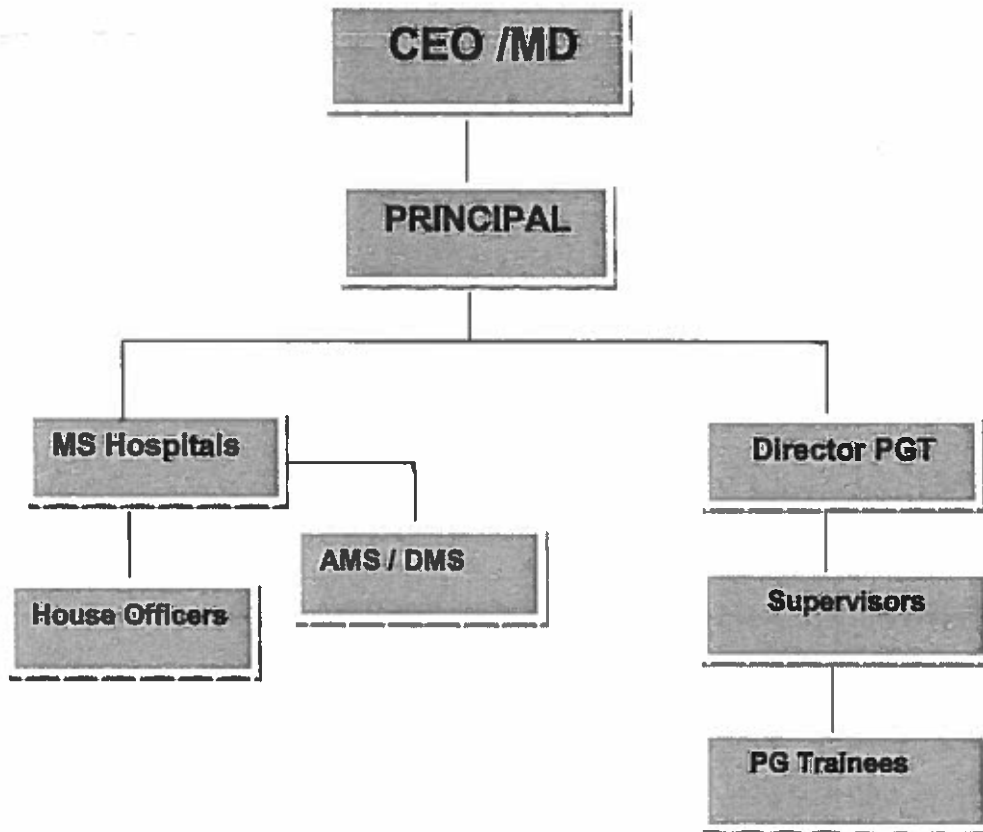 CEO /MD
PRINCIPAL
MS Hospitals
Director PGT
AMS / DMS
House Officers
Supervisors
PG Trainees